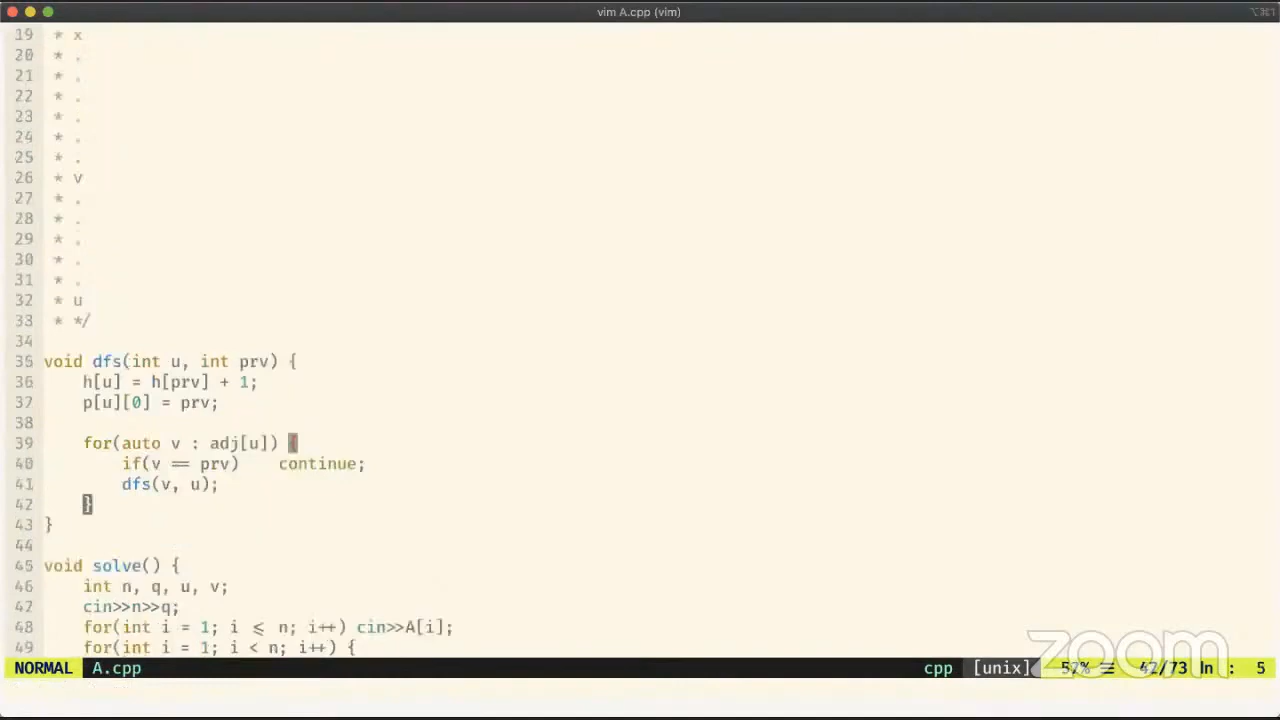 vim A.cpp (vim)
⌥⌘1
19 * x
20 * .
21 * .
22 * .
23 * .
24 * .
25 * .
26 * v
27 * .
28 * .
29 * .
30 * .
31 * .
32 * u
33 * */
34
35 void dfs(int u, int prv) {
36 h[u] = h[prv] + 1;
37 p[u][0] = prv;
38
39 for(auto v : adj[u]) {
40 if(v == prv) continue;
41 dfs(v, u);
42 }
43 }
44
45 void solve() {
46 int n, q, u, v;
47 cin>>n>>q;
48 for(int i = 1; i <= n; i++) cin>>A[i];
49 for(int i = 1; i < n; i++) {
NORMAL A.cpp cpp [unix] 57% ☰ 42/73 ln : 5
zoom